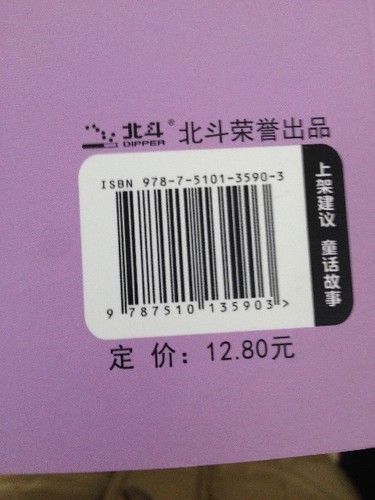 北斗® 北斗荣誉出品
DIPPER
ISBN 978-7-5101-3590-3
9 787510 135903 >
上架建议 童话故事
定 价：12.80元